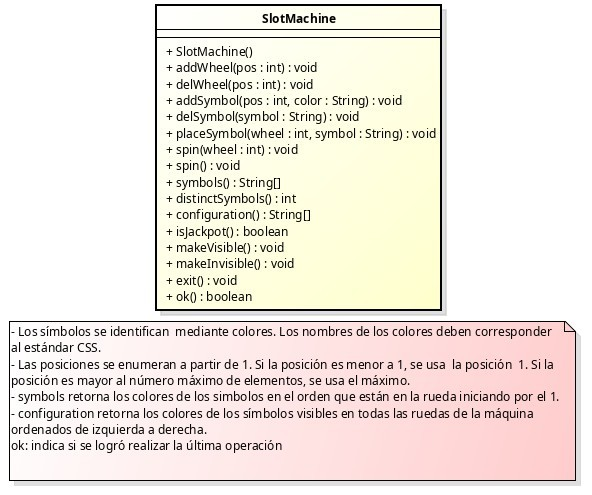 SlotMachine
+ SlotMachine()
+ addWheel(pos : int) : void
+ delWheel(pos : int) : void
+ addSymbol(pos : int, color : String) : void
+ delSymbol(symbol : String) : void
+ placeSymbol(wheel : int, symbol : String) : void
+ spin(wheel : int) : void
+ spin() : void
+ symbols() : String[]
+ distinctSymbols() : int
+ configuration() : String[]
+ isJackpot() : boolean
+ makeVisible() : void
+ makeInvisible() : void
+ exit() : void
+ ok() : boolean
- Los símbolos se identifican  mediante colores. Los nombres de los colores deben corresponder
al estándar CSS.
- Las posiciones se enumeran a partir de 1. Si la posición es menor a 1, se usa  la posición  1. Si la
posición es mayor al número máximo de elementos, se usa el máximo.
- symbols retorna los colores de los simbolos en el orden que están en la rueda iniciando por el 1.
- configuration retorna los colores de los símbolos visibles en todas las ruedas de la máquina
ordenados de izquierda a derecha.
ok: indica si se logró realizar la última operación